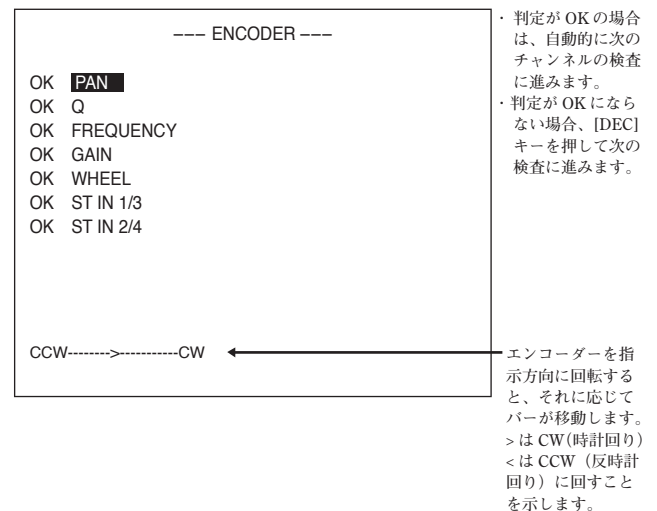 ––– ENCODER –––
OK PAN
OK Q
OK FREQUENCY
OK GAIN
OK WHEEL
OK ST IN 1/3
OK ST IN 2/4
CCW-------->-----------CW
・ 判定が OK の場合
は、自動的に次の
チャンネルの検査
に進みます。
・判定が OK になら
ない場合、[DEC]
キーを押して次の
検査に進みます。
エンコーダーを指
示方向に回転する
と、それに応じて
バーが移動します。
> は CW(時計回り)
< は CCW（反時計
回り）に回すこと
を示します。